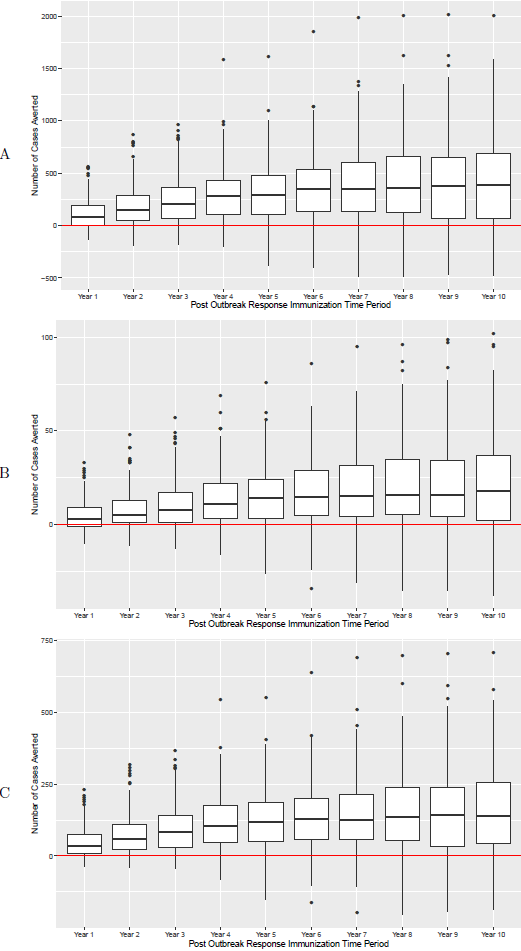 2000
1500
1000
500
0
−500
Number of Cases Averted
A
Year 1 Year 2 Year 3 Year 4 Year 5 Year 6 Year 7 Year 8 Year 9 Year 10
Post Outbreak Response Immunization Time Period
100
50
0
Number of Cases Averted
B
Year 1 Year 2 Year 3 Year 4 Year 5 Year 6 Year 7 Year 8 Year 9 Year 10
Post Outbreak Response Immunization Time Period
750
500
250
0
Number of Cases Averted
C
Year 1 Year 2 Year 3 Year 4 Year 5 Year 6 Year 7 Year 8 Year 9 Year 10
Post Outbreak Response Immunization Time Period